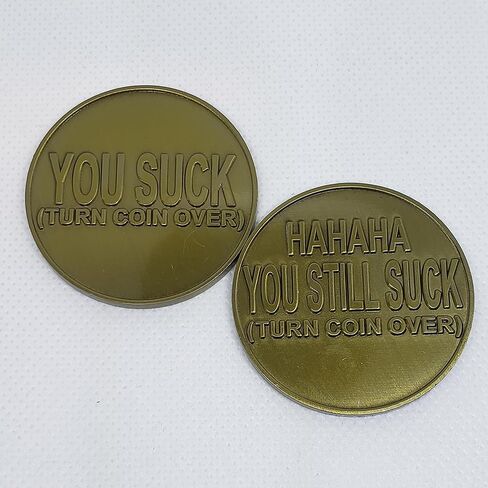 YOU SUCK
(TURN COIN OVER)
HAHAHA
YOU STILL SUCK
(TURN COIN OVER)